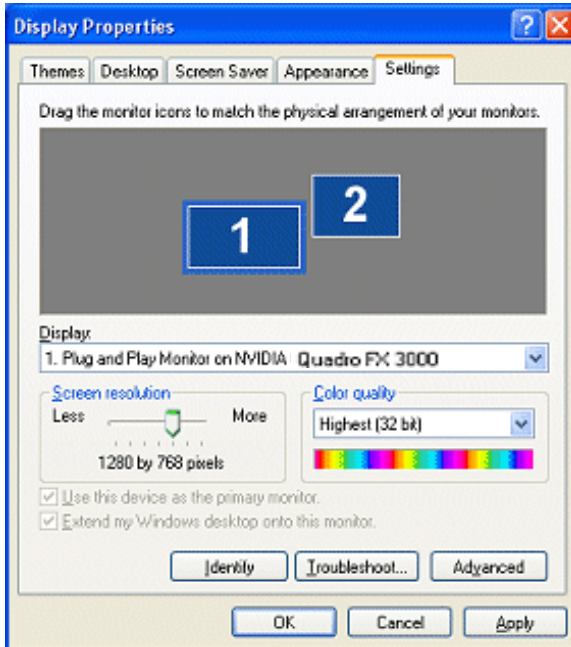 Display Properties
Themes Desktop Screen Saver Appearance Settings
Drag the monitor icons to match the physical arrangement of your monitors.
1 2
Display:
1. Plug and Play Monitor on NVIDIA Quadro FX 3000
Screen resolution Color quality
Less More Highest (32 bit)
1280 by 768 pixels
Use this device as the primary monitor.
Extend my Windows desktop onto this monitor.
Identify Troubleshoot... Advanced
OK Cancel Apply